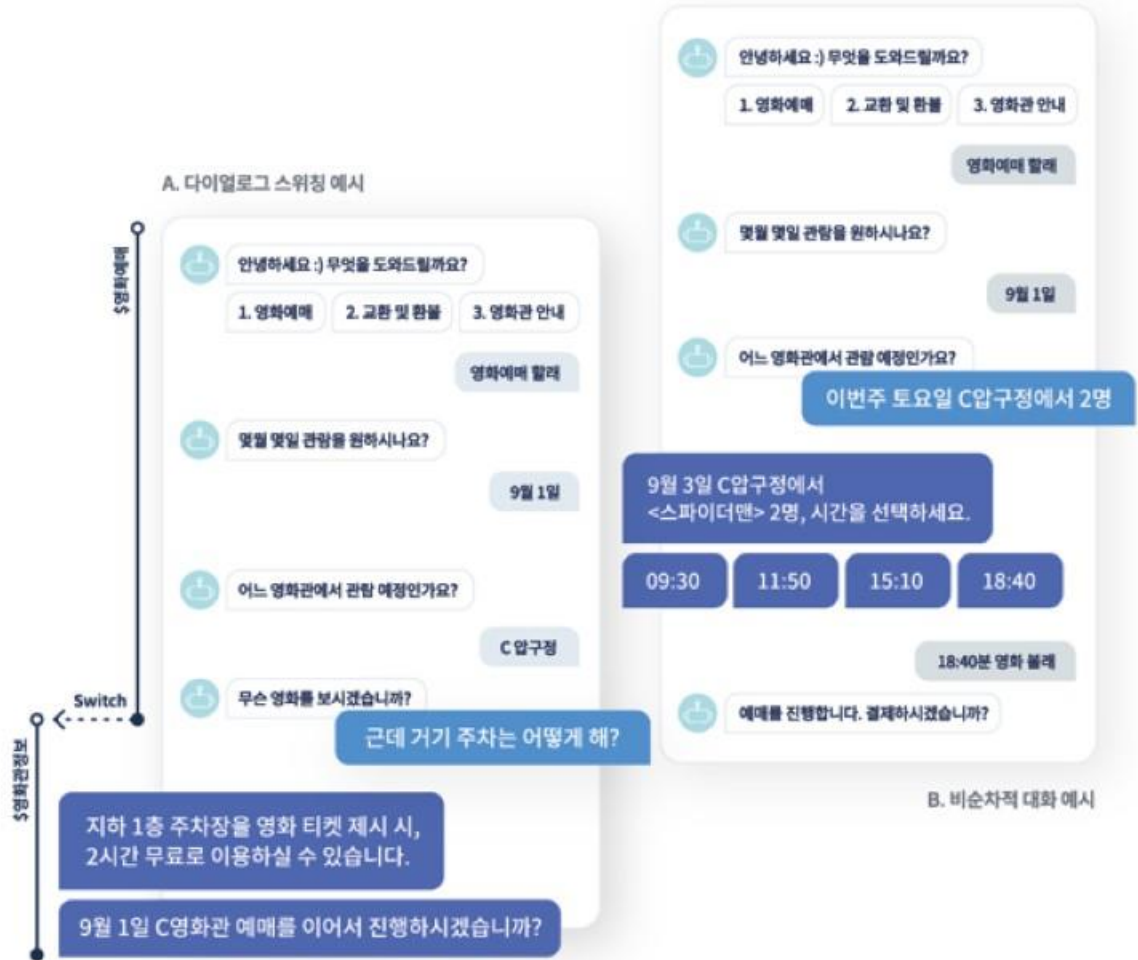 A. 다이얼로그 스위칭 예시
$영화예매
안녕하세요 :) 무엇을 도와드릴까요?
1. 영화예매 2. 교환 및 환불 3. 영화관 안내
영화예매 할래
몇월 몇일 관람을 원하시나요?
9월 1일
어느 영화관에서 관람 예정인가요?
C 압구정
무슨 영화를 보시겠습니까?
Switch
근데 거기 주차는 어떻게 해?
$영화관정보
지하 1층 주차장을 영화 티켓 제시 시,
2시간 무료로 이용하실 수 있습니다.
9월 1일 C영화관 예매를 이어서 진행하시겠습니까?
안녕하세요 :) 무엇을 도와드릴까요?
1. 영화예매 2. 교환 및 환불 3. 영화관 안내
영화예매 할래
몇월 몇일 관람을 원하시나요?
9월 1일
어느 영화관에서 관람 예정인가요?
이번주 토요일 C압구정에서 2명
9월 3일 C압구정에서
<스파이더맨> 2명, 시간을 선택하세요.
09:30 11:50 15:10 18:40
18:40분 영화 볼래
예매를 진행합니다. 결제하시겠습니까?
B. 비순차적 대화 예시